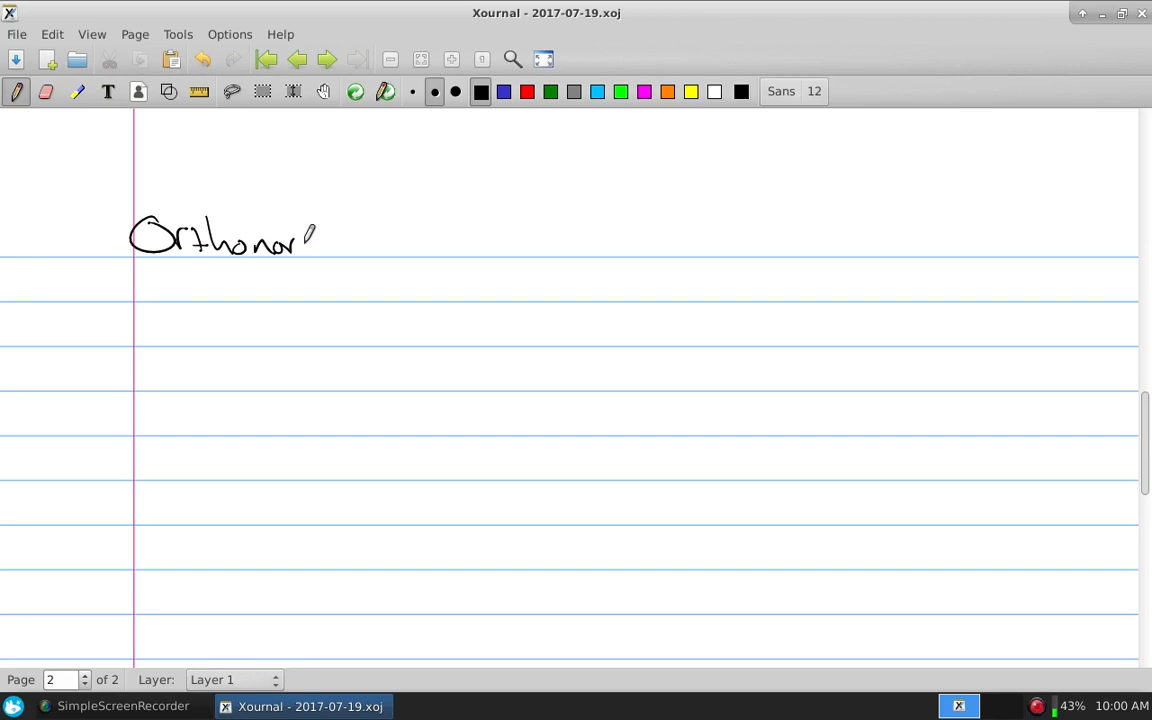 Xournal - 2017-07-19.xoj
File Edit View Page Tools Options Help
T Sans 12
Orthonor
Page 2 of 2 Layer: Layer 1
SimpleScreenRecorder Xournal - 2017-07-19.xoj 43% 10:00 AM